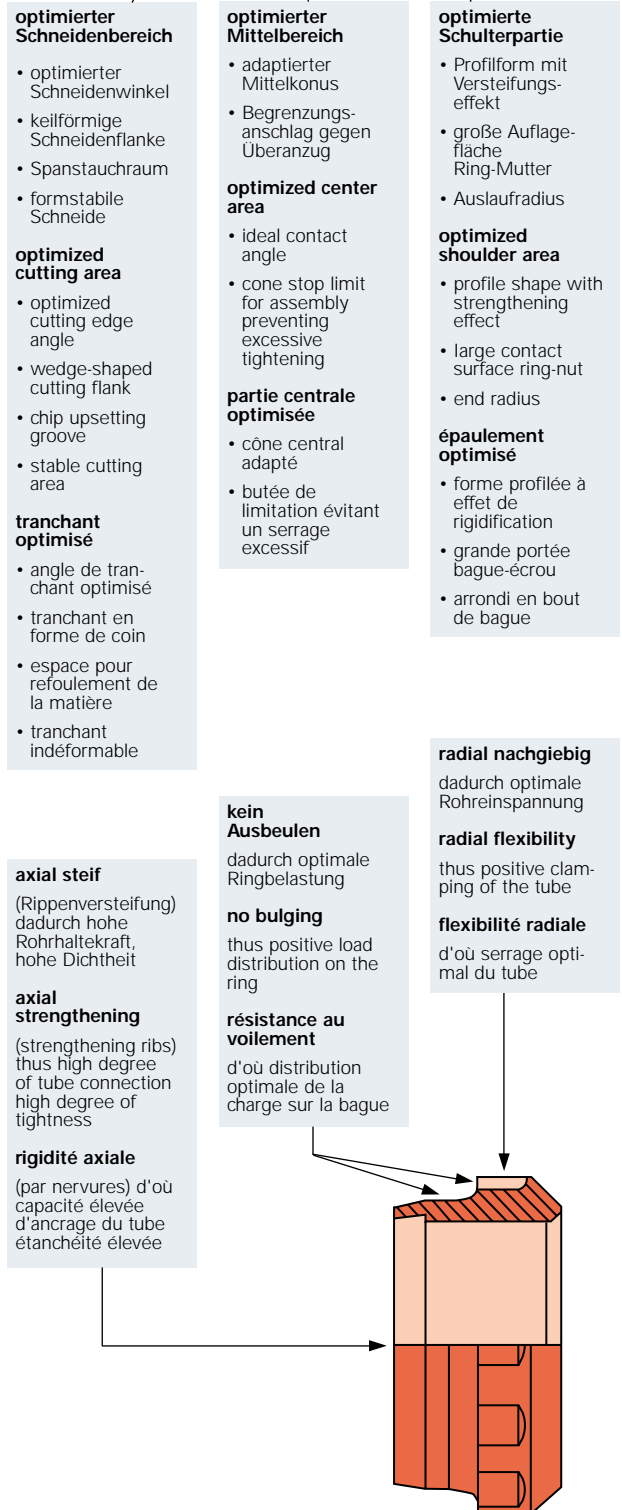 optimierter
Schneidenbereich
• optimierter
Schneidenwinkel
• keilförmige
Schneidenflanke
• Spanstauchraum
• formstabile
Schneide
optimized
cutting area
• optimized
cutting edge
angle
• wedge-shaped
cutting flank
• chip upsetting
groove
• stable cutting
area
tranchant
optimisé
• angle de tran-
chant optimisé
• tranchant en
forme de coin
• espace pour
refoulement de
la matière
• tranchant
indéformable
optimierter
Mittelbereich
• adaptierter
Mittelkonus
• Begrenzungs-
anschlag gegen
Überanzug
optimized center
area
• ideal contact
angle
• cone stop limit
for assembly
preventing
excessive
tightening
partie centrale
optimisée
• cône central
adapté
• butée de
limitation évitant
un serrage
excessif
optimierte
Schulterpartie
• Profilform mit
Versteifungs-
effekt
• große Auflage-
fläche
Ring-Mutter
• Auslaufradius
optimized
shoulder area
• profile shape with
strengthening
effect
• large contact
surface ring-nut
• end radius
épaulement
optimisé
• forme profilée à
effet de
rigidification
• grande portée
bague-écrou
• arrondi en bout
de bague
axial steif
(Rippenversteifung)
dadurch hohe
Rohrhaltekraft,
hohe Dichtheit
axial
strengthening
(strengthening ribs)
thus high degree
of tube connection
high degree of
tightness
rigidité axiale
(par nervures) d'où
capacité élevée
d'ancrage du tube
étanchéité élevée
kein
Ausbeulen
dadurch optimale
Ringbelastung
no bulging
thus positive load
distribution on the
ring
résistance au
voilement
d'où distribution
optimale de la
charge sur la bague
radial nachgiebig
dadurch optimale
Rohreinspannung
radial flexibility
thus positive clam-
ping of the tube
flexibilité radiale
d'où serrage opti-
mal du tube